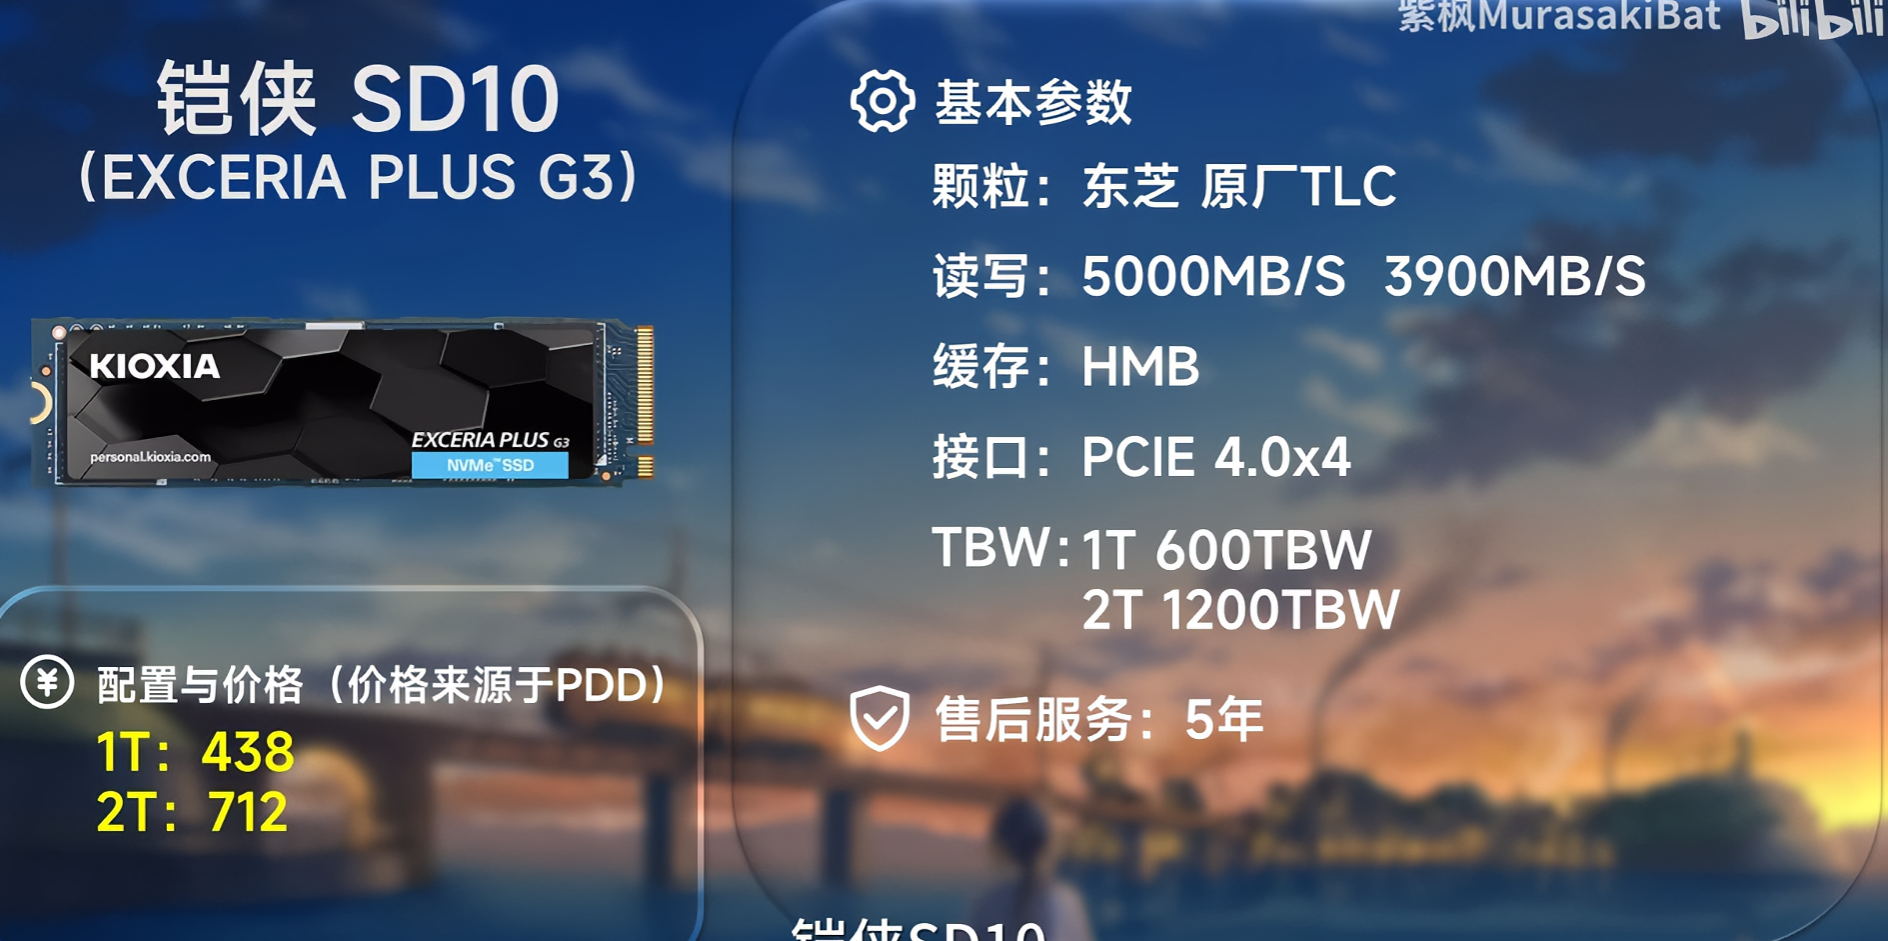 紫枫MurasakiBat bilibili
铠侠 SD10
(EXCERIA PLUS G3)
KIOXIA
EXCERIA PLUS G3
personal.kioxia.com
NVMe™SSD
配置与价格（价格来源于PDD）
1T：438
2T：712
基本参数
颗粒：东芝 原厂TLC
读写：5000MB/S 3900MB/S
缓存：HMB
接口：PCIE 4.0x4
TBW：1T 600TBW
2T 1200TBW
售后服务：5年
铠侠SD10